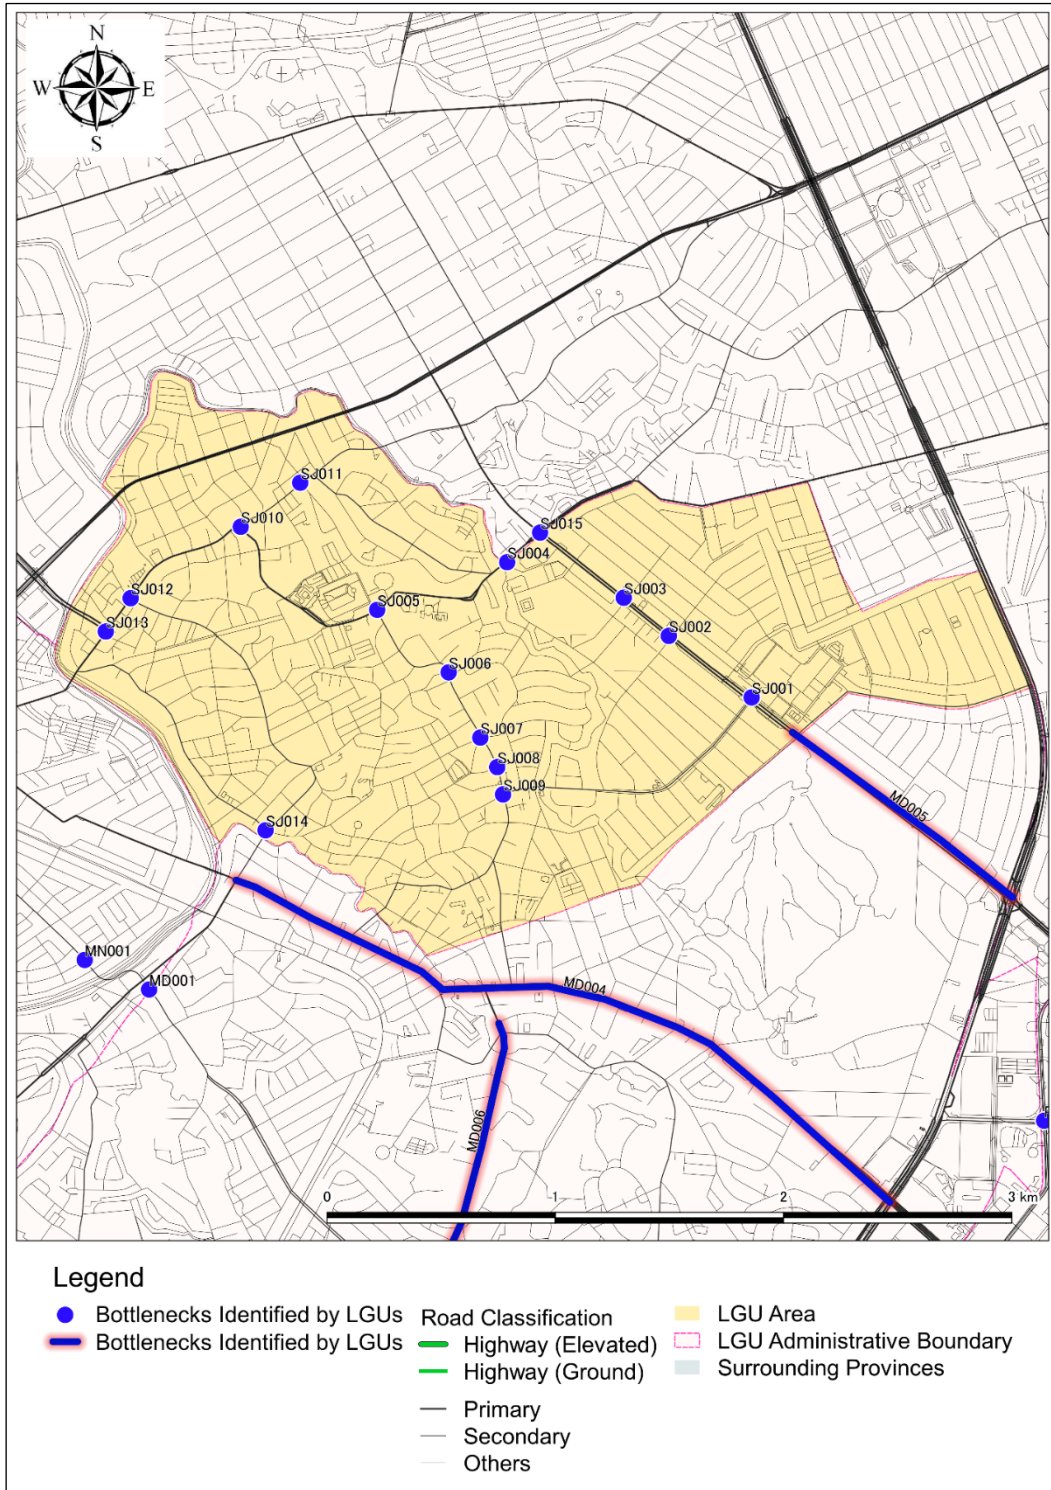 N
W E
S
SJ011
SJ010
SJ015
SJ004
SJ012
SJ005
SJ003
SJ013
SJ002
SJ006
SJ001
SJ007
SJ008
SJ009
MD005
SJ014
MN001
MD001
MD004
MD006
0 1 2 3 km
Legend
Bottlenecks Identified by LGUs
Bottlenecks Identified by LGUs
Road Classification
Highway (Elevated)
Highway (Ground)
Primary
Secondary
Others
LGU Area
LGU Administrative Boundary
Surrounding Provinces